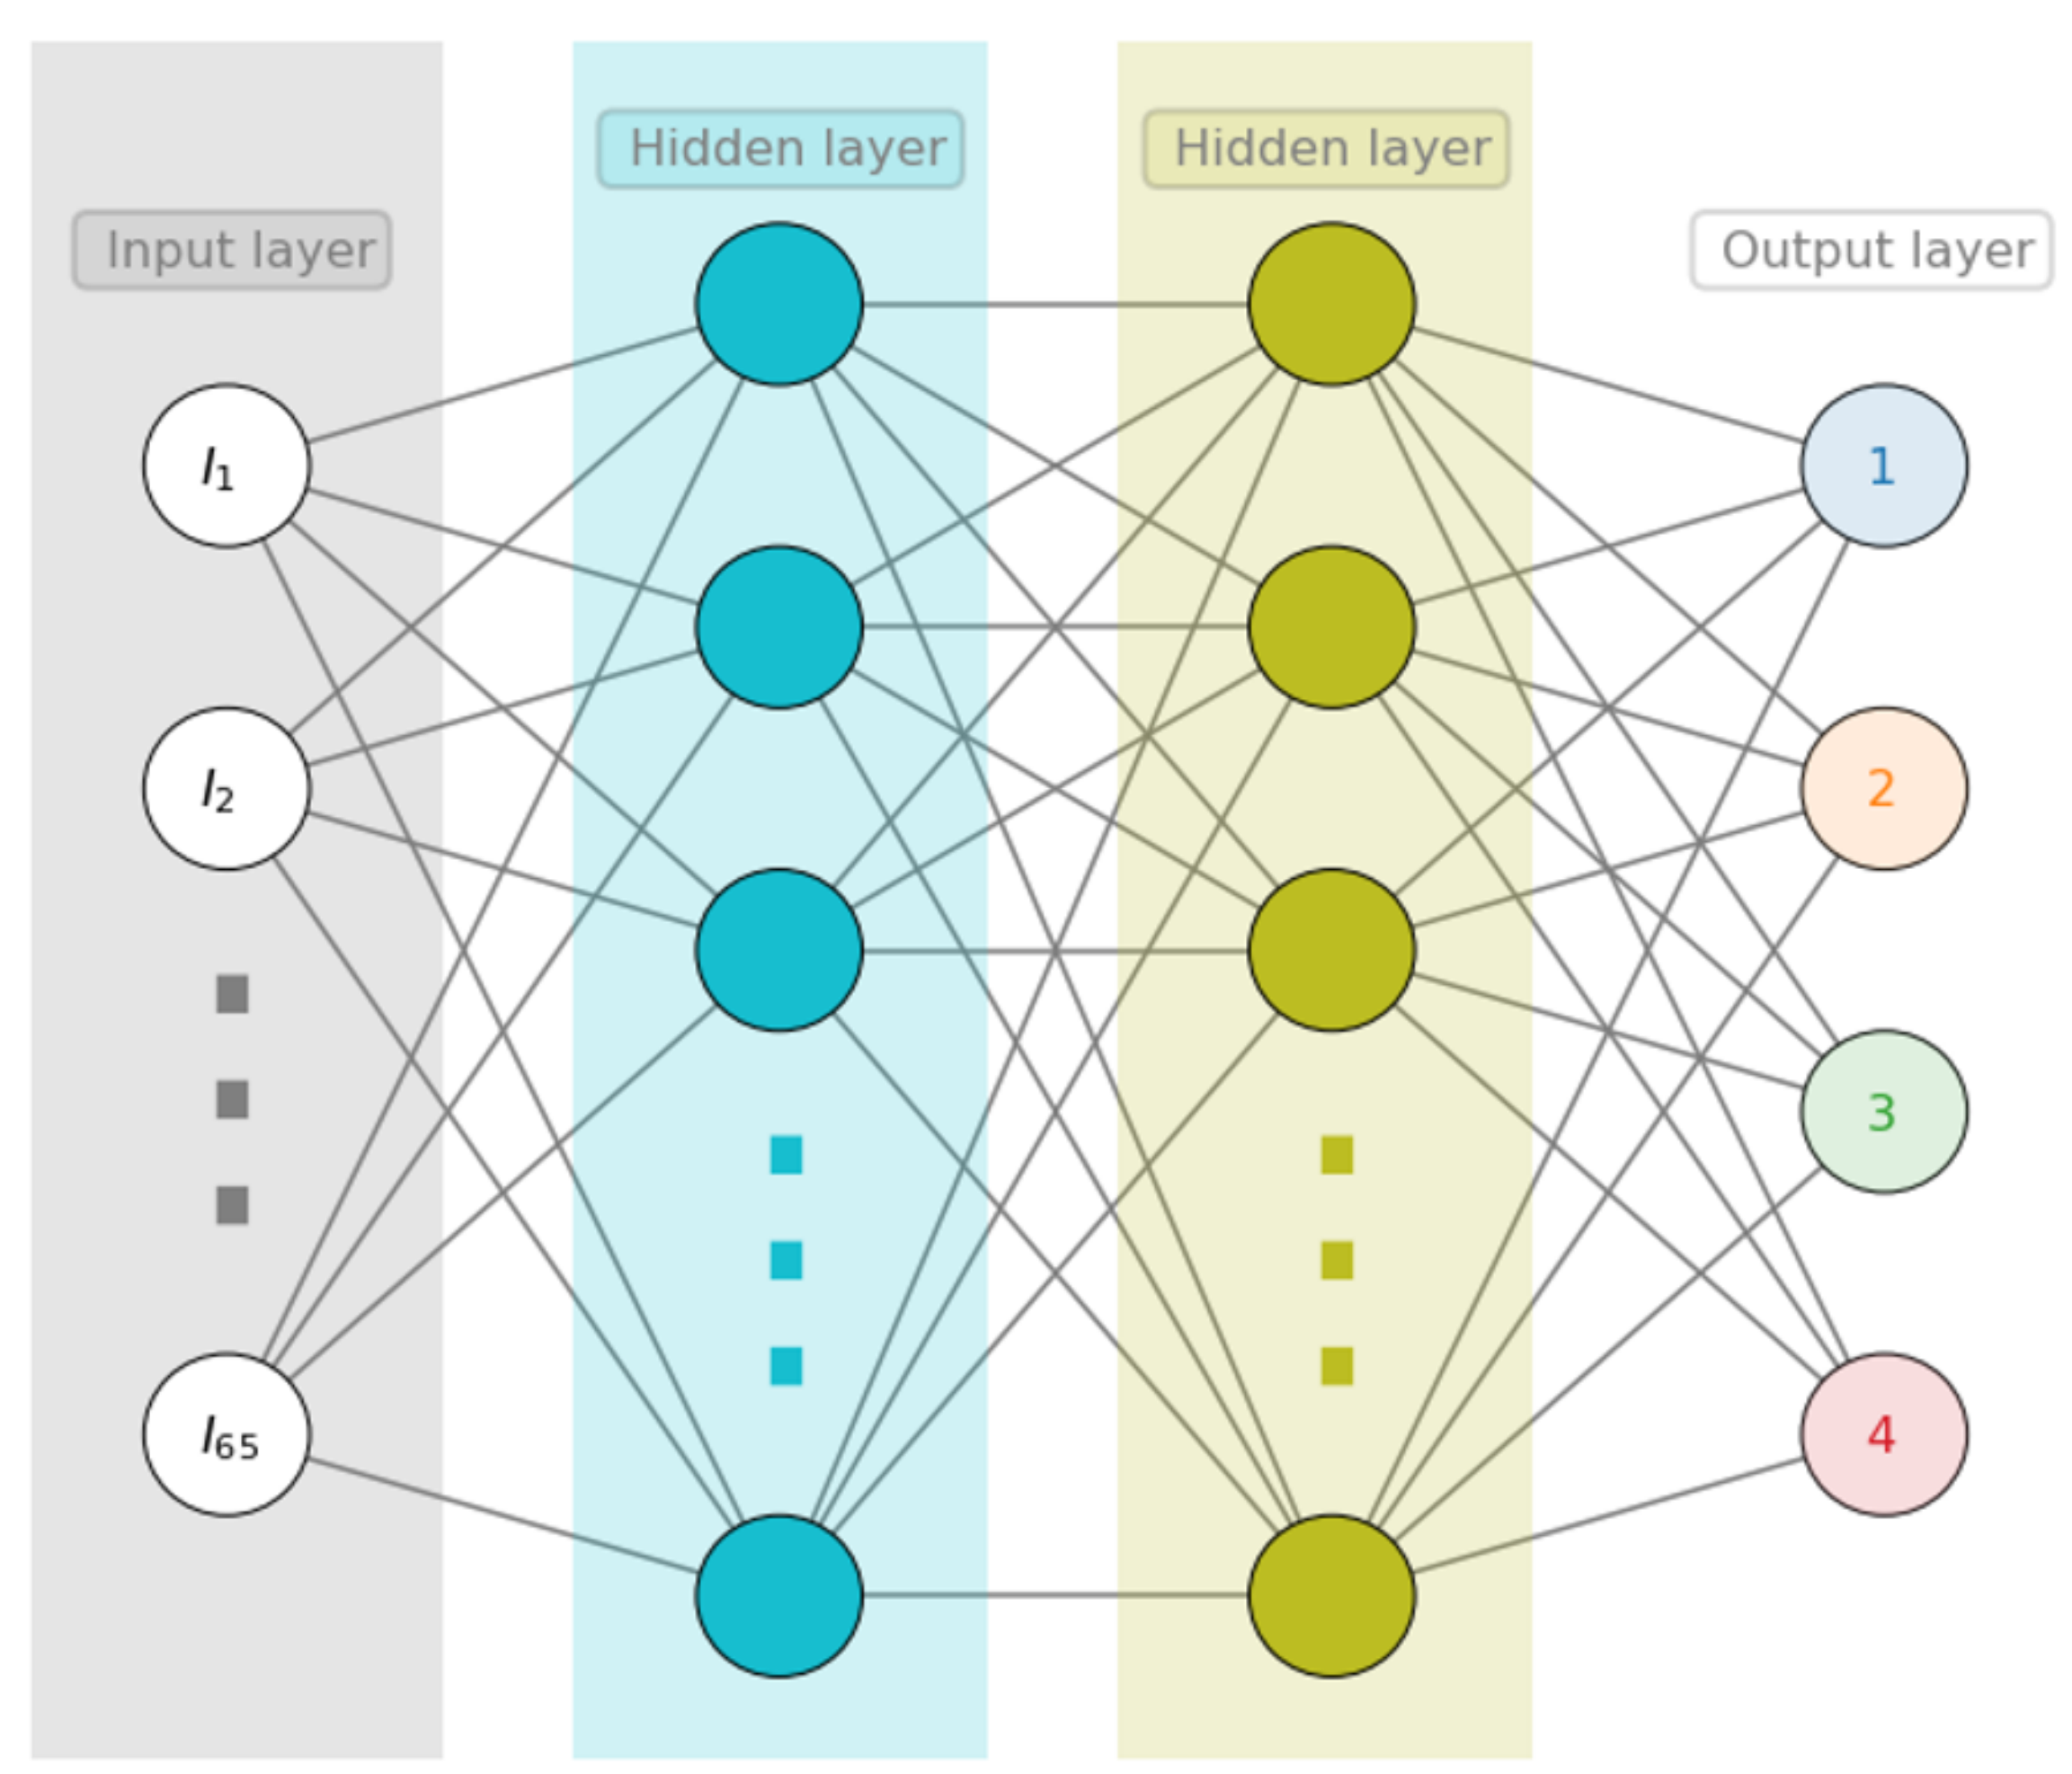 Hidden layer
Hidden layer
Input layer
Output layer
I1
1
I2
2
3
I65
4